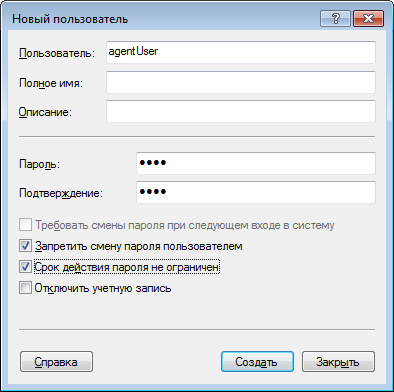 Новый пользователь
Пользователь: agentUser
Полное имя:
Описание:
Пароль: ••••
Подтверждение: ••••
Требовать смены пароля при следующем входе в систему
Запретить смену пароля пользователем
Срок действия пароля не ограничен
Отключить учетную запись
Справка Создать Закрыть